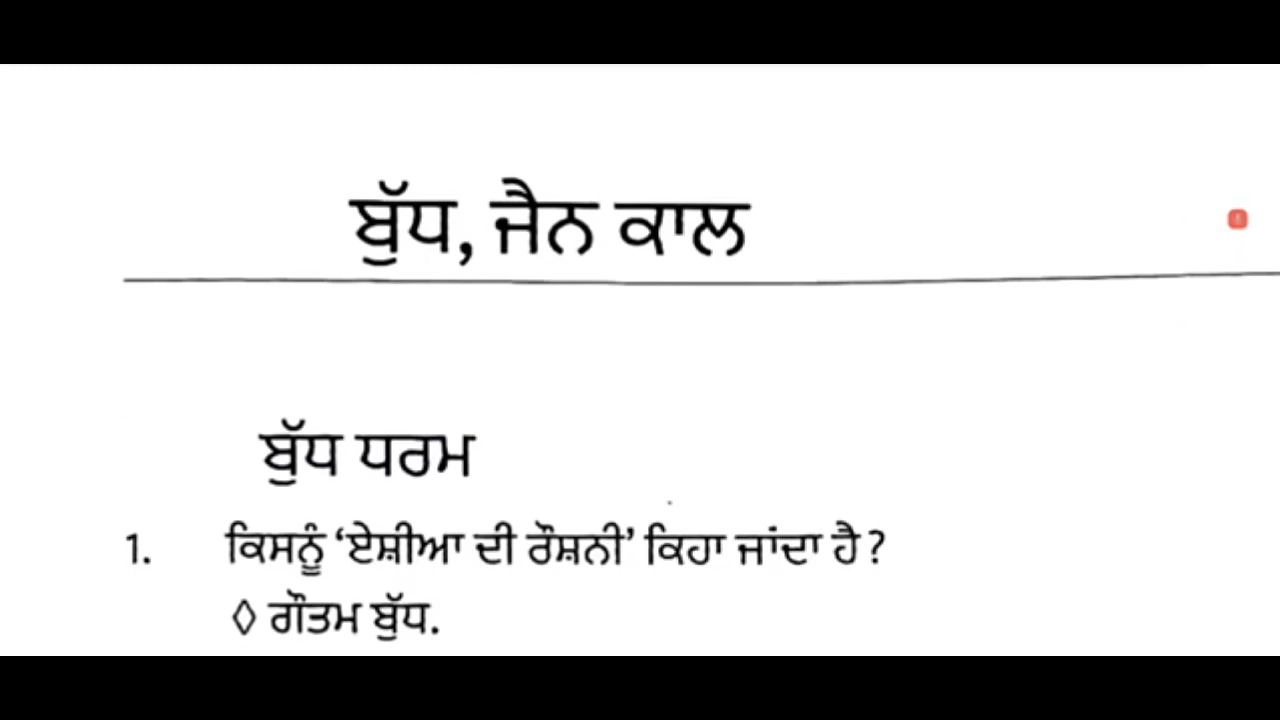 ਬੁੱਧ, ਜੈਨ ਕਾਲ
ਬੁੱਧ ਧਰਮ
1. ਕਿਸਨੂੰ ‘ਏਸ਼ੀਆ ਦੀ ਰੌਸ਼ਨੀ’ ਕਿਹਾ ਜਾਂਦਾ ਹੈ?
◊ ਗੌਤਮ ਬੁੱਧ.